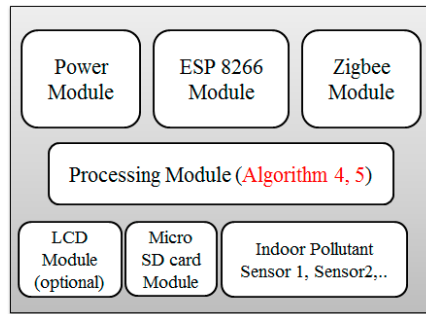 Power
Module
ESP 8266
Module
Zigbee
Module
Processing Module (Algorithm 4, 5)
LCD
Module
(optional)
Micro
SD card
Module
Indoor Pollutant
Sensor 1, Sensor2,..